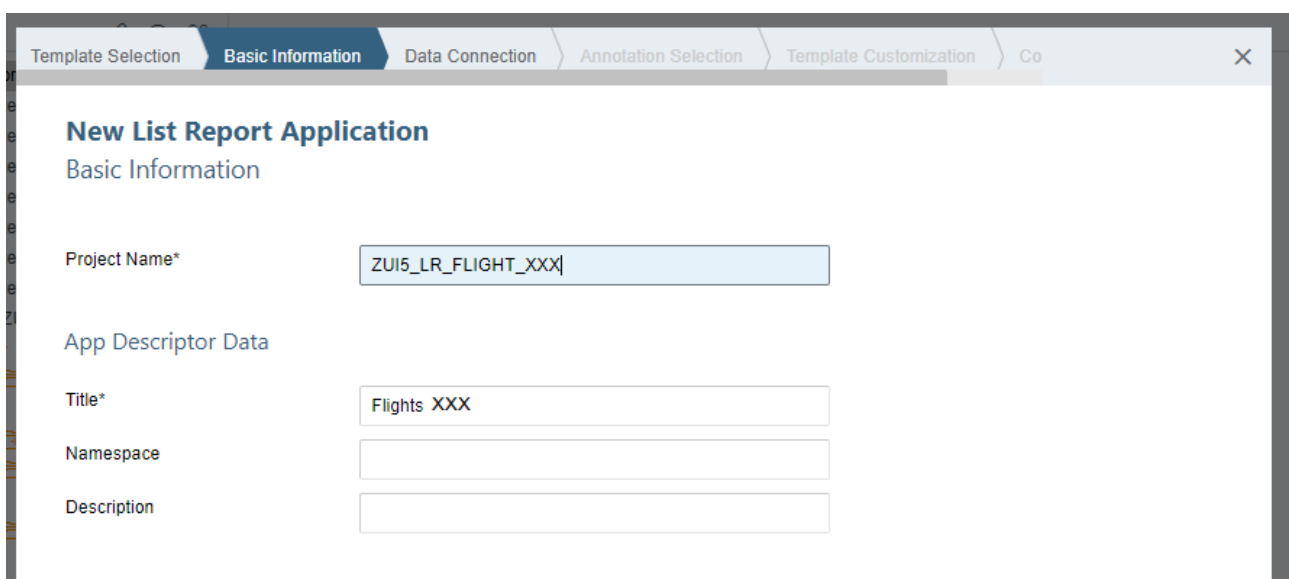 Template Selection Basic Information Data Connection Annotation Selection Template Customization Co
New List Report Application
Basic Information
Project Name* ZUI5_LR_FLIGHT_XXX
App Descriptor Data
Title* Flights XXX
Namespace
Description